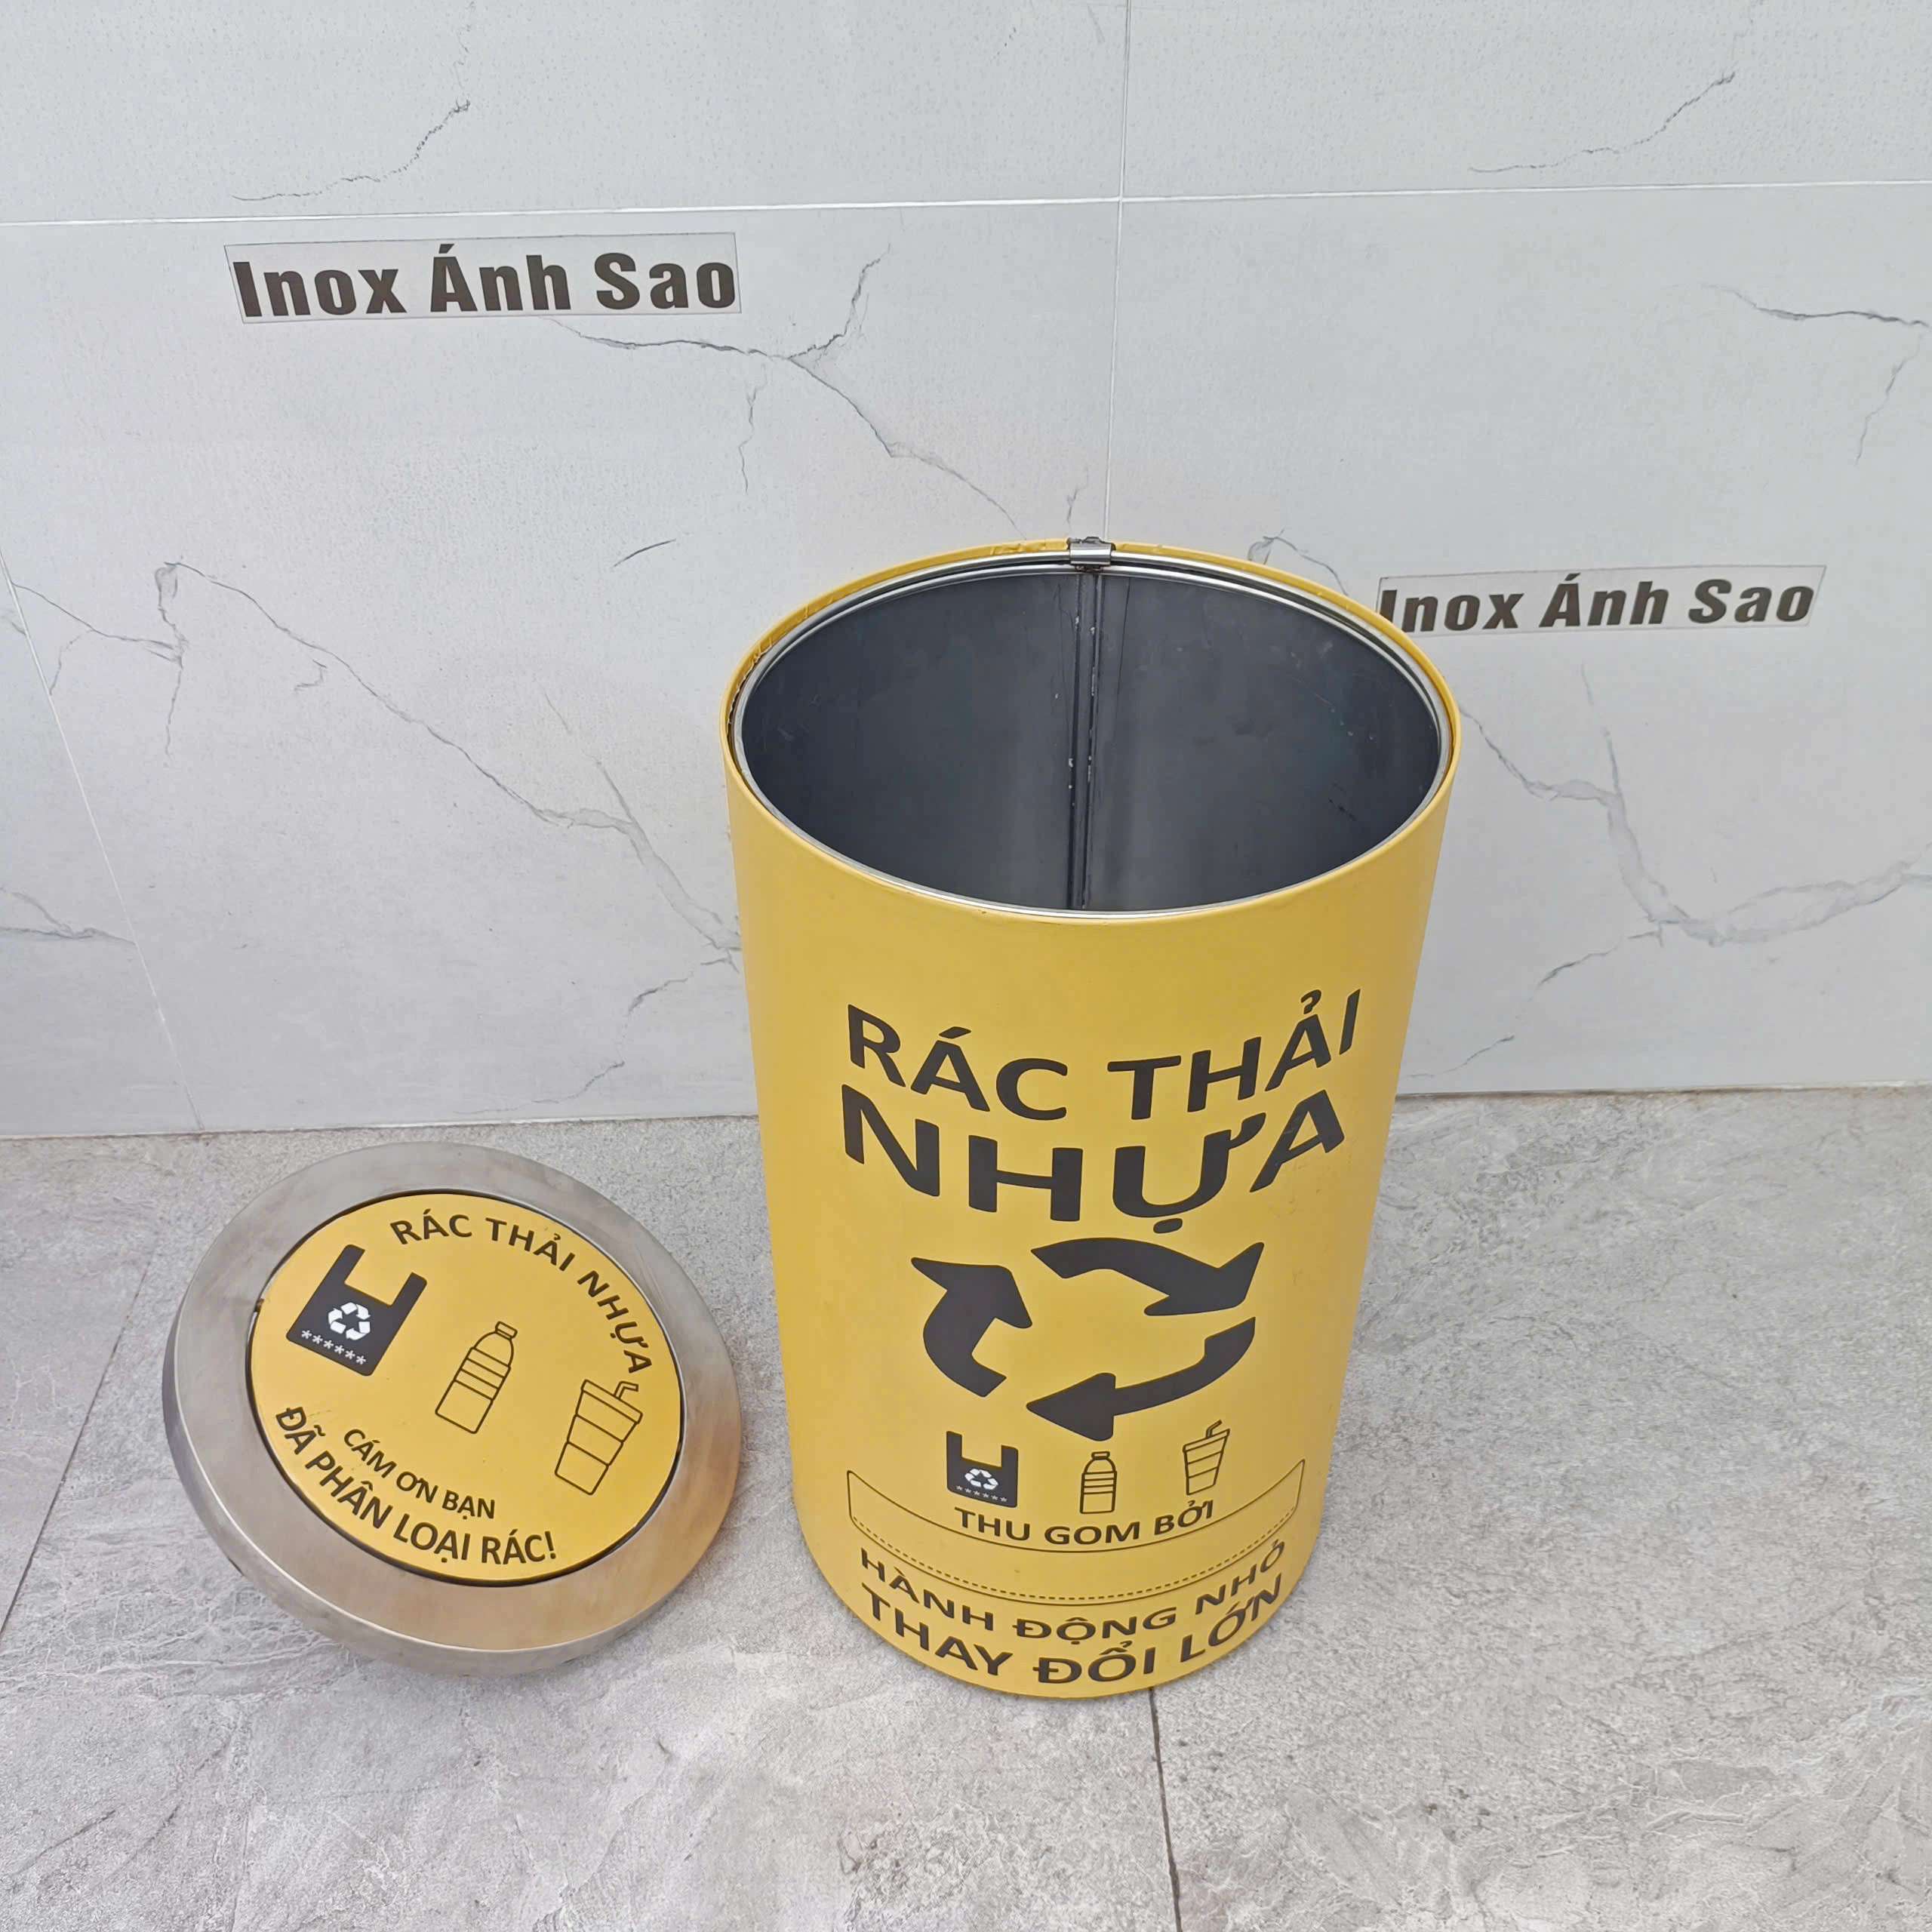 Inox Ánh Sao
Inox Ánh Sao
RÁC THẢI
NHỰA
THU GOM BỞI
HÀNH ĐỘNG NHỎ
THAY ĐỔI LỚN
RÁC THẢI NHỰA
******
CÁM ƠN BẠN
ĐÃ PHÂN LOẠI RÁC!